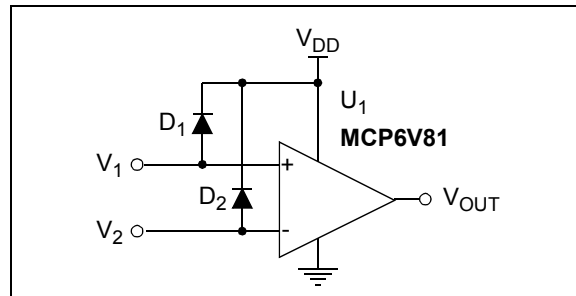 V_DD
U_1
D_1
MCP6V81
V_1
+
D_2
V_OUT
V_2
-